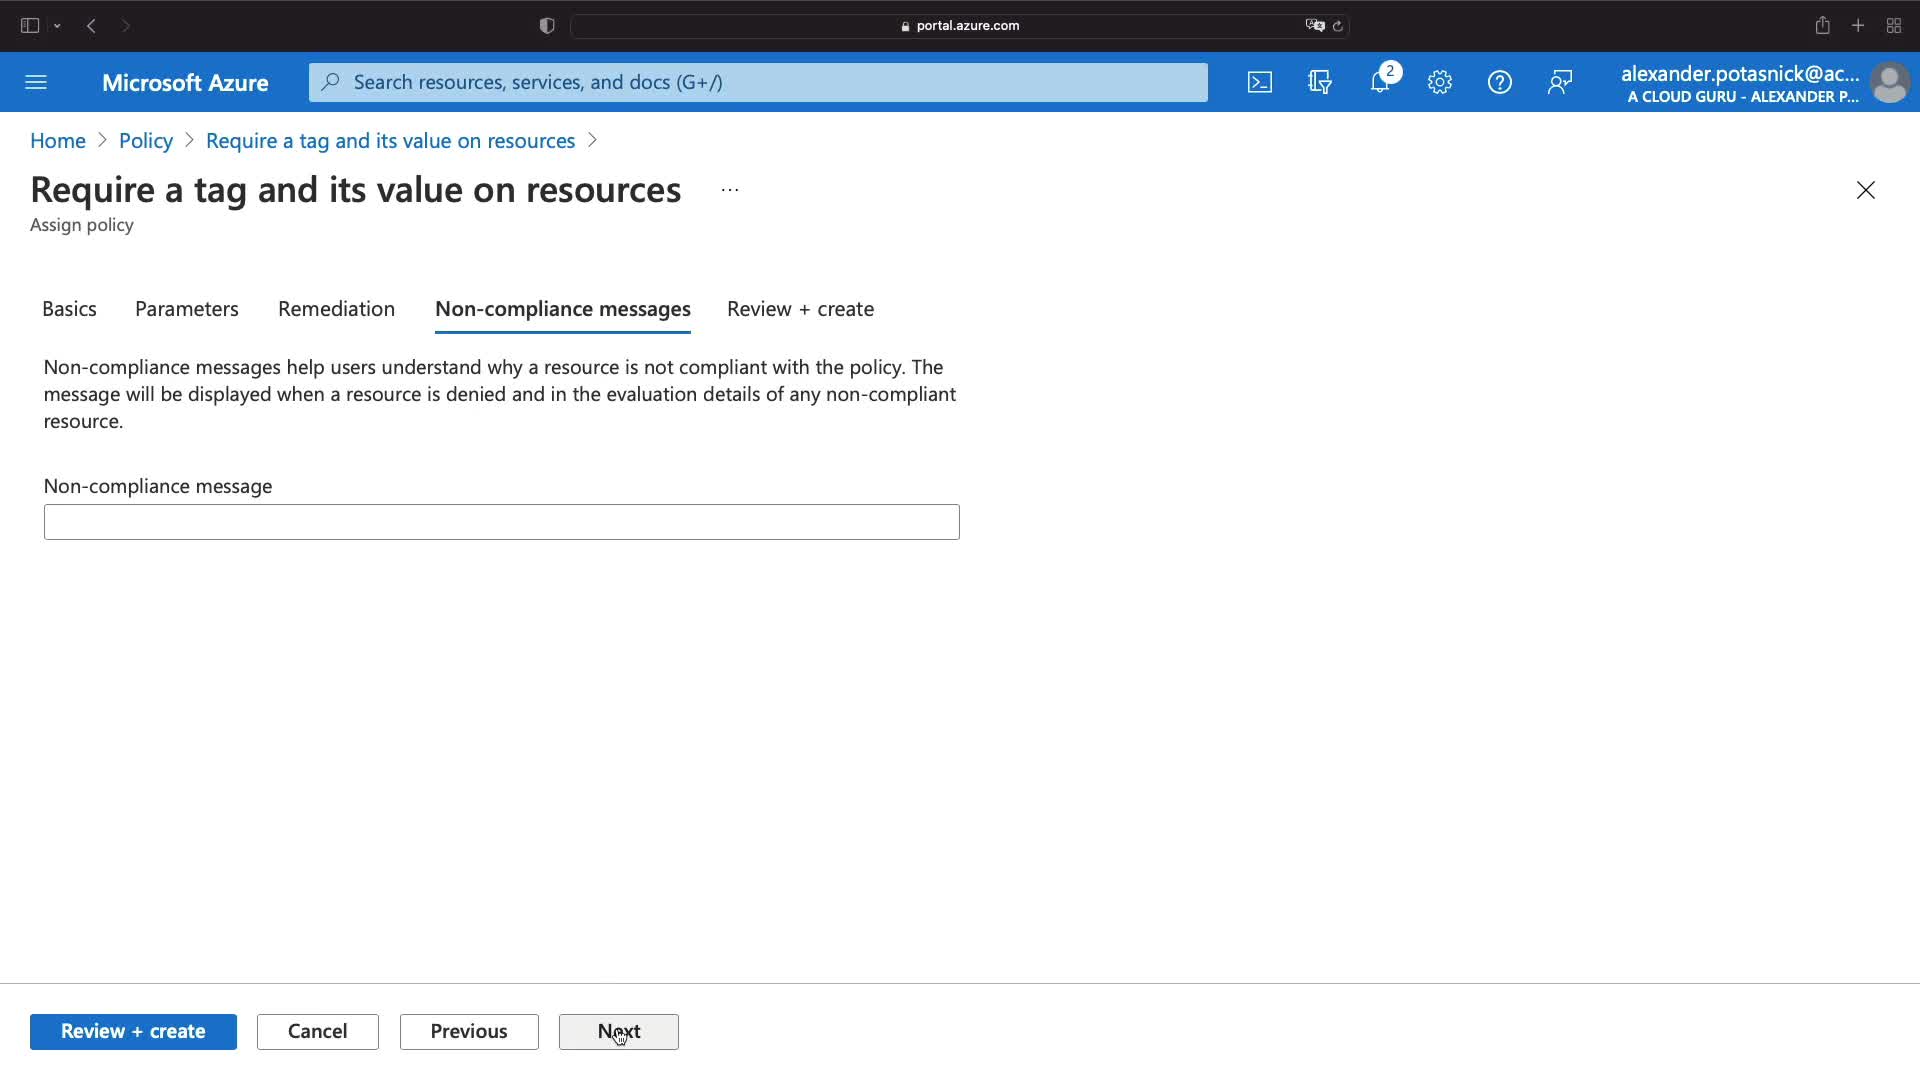 portal.azure.com
Microsoft Azure
Search resources, services, and docs (G+/)
2
alexander.potasnick@ac...
A CLOUD GURU - ALEXANDER P...
Home > Policy > Require a tag and its value on resources >
Require a tag and its value on resources ...
Assign policy
Basics Parameters Remediation Non-compliance messages Review + create
Non-compliance messages help users understand why a resource is not compliant with the policy. The
message will be displayed when a resource is denied and in the evaluation details of any non-compliant
resource.
Non-compliance message
Review + create Cancel Previous Next